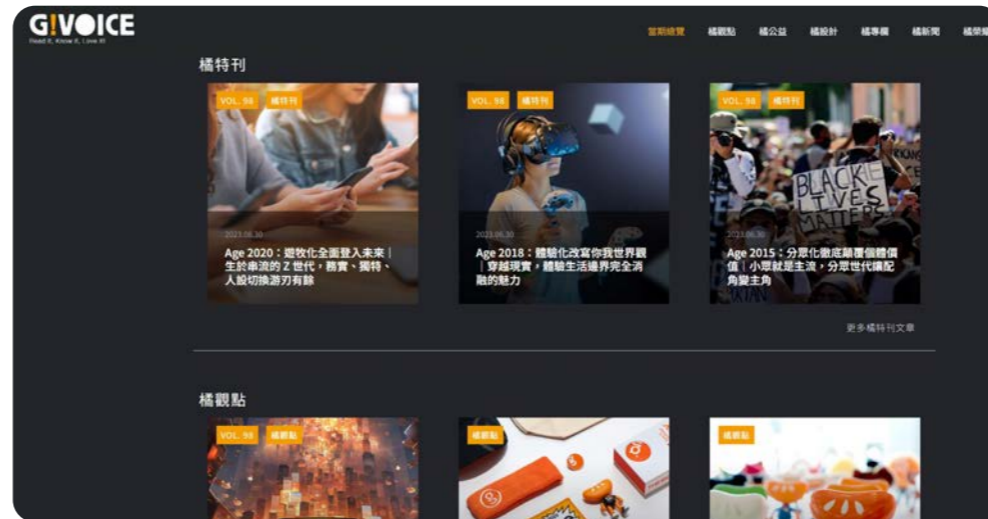 G!VOICE
Read it, Know it, Love it!
當期總覽 橘觀點 橘公益 橘設計 橘專欄 橘新聞 橘榮耀
橘特刊
VOL. 98 橘特刊
VOL. 98 橘特刊
VOL. 98 橘特刊
BLACK
LIVES
MATTER
2023.06.30
Age 2020：遊牧化全面登入未來｜
生於串流的 Z 世代，務實、獨特、
人設切換游刃有餘
2023.06.30
Age 2018：體驗化改寫你我世界觀
｜穿越現實，體驗生活邊界完全消
融的魅力
2023.06.30
Age 2015：分眾化徹底顛覆個體價
值｜小眾就是主流，分眾世代讓配
角變主角
更多橘特刊文章
橘觀點
VOL. 98 橘觀點
橘觀點
橘觀點